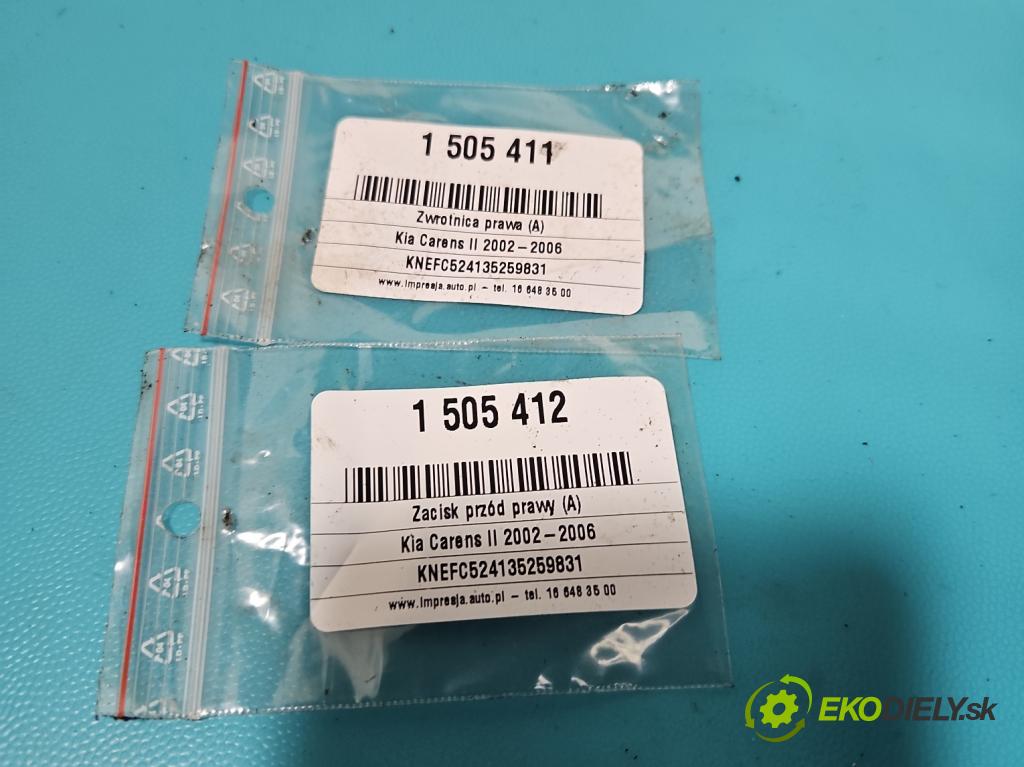 1 505 411
Zwrotnica prawa (A)
Kia Carens II 2002-2006
KNEFC524135259831
www.Impresja.auto.pl - tel. 16 648 35 00
1 505 412
Zacisk przód prawy (A)
Kia Carens II 2002-2006
KNEFC524135259831
www.Impresja.auto.pl - tel. 16 648 35 00
EKODIELY.sk